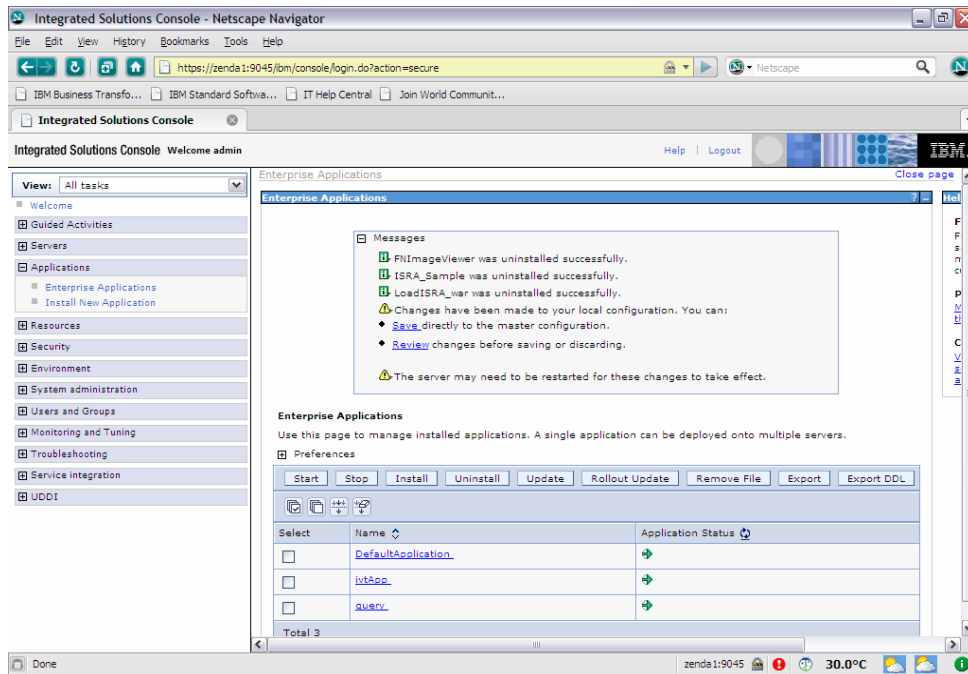 Integrated Solutions Console - Netscape Navigator
File Edit View History Bookmarks Tools Help
https://zenda1:9045/ibm/console/login.do?action=secure
Netscape
IBM Business Transfo... IBM Standard Softwa... IT Help Central Join World Communit...
Integrated Solutions Console
Integrated Solutions Console Welcome admin Help | Logout IBM.
View: All tasks
Welcome
Guided Activities
Servers
Applications
Enterprise Applications
Install New Application
Resources
Security
Environment
System administration
Users and Groups
Monitoring and Tuning
Troubleshooting
Service integration
UDDI
Enterprise Applications Close page
Enterprise Applications ?
Messages
FNImageViewer was uninstalled successfully.
ISRA_Sample was uninstalled successfully.
LoadISRA_war was uninstalled successfully.
Changes have been made to your local configuration. You can:
Save directly to the master configuration.
Review changes before saving or discarding.
The server may need to be restarted for these changes to take effect.
Enterprise Applications
Use this page to manage installed applications. A single application can be deployed onto multiple servers.
Preferences
Start Stop Install Uninstall Update Rollout Update Remove File Export Export DDL
Select Name Application Status
DefaultApplication
ivtApp
query
Total 3
Hel
Done zenda1:9045 30.0°C